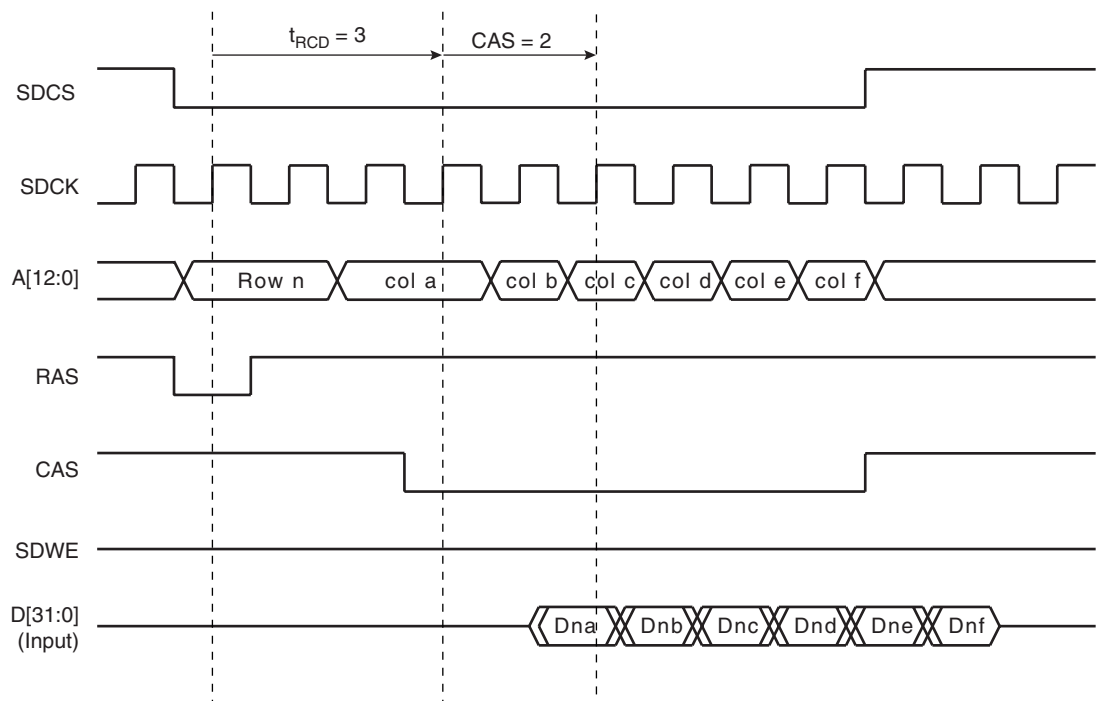 tRCD = 3
CAS = 2
SDCS
SDCK
A[12:0]
Row n
col a
col b
col c
col d
col e
col f
RAS
CAS
SDWE
D[31:0]
(Input)
Dna
Dnb
Dnc
Dnd
Dne
Dnf